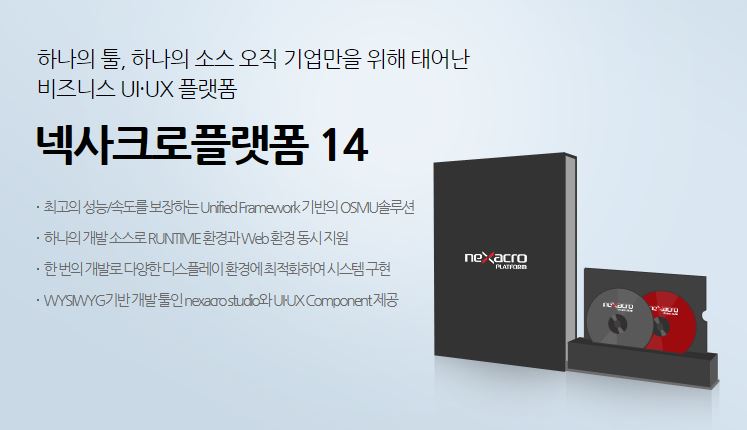 하나의 툴, 하나의 소스 오직 기업만을 위해 태어난
비즈니스 UI·UX 플랫폼
넥사크로플랫폼 14
· 최고의 성능/속도를 보장하는 Unified Framework 기반의 OSMU솔루션
· 하나의 개발 소스로 RUNTIME 환경과 Web 환경 동시 지원
· 한 번의 개발로 다양한 디스플레이 환경에 최적화하여 시스템 구현
· WYSIWYG기반 개발 툴인 nexacro studio와 UI·UX Component 제공
neXacro
PLATFORM
neXacro
neXacro